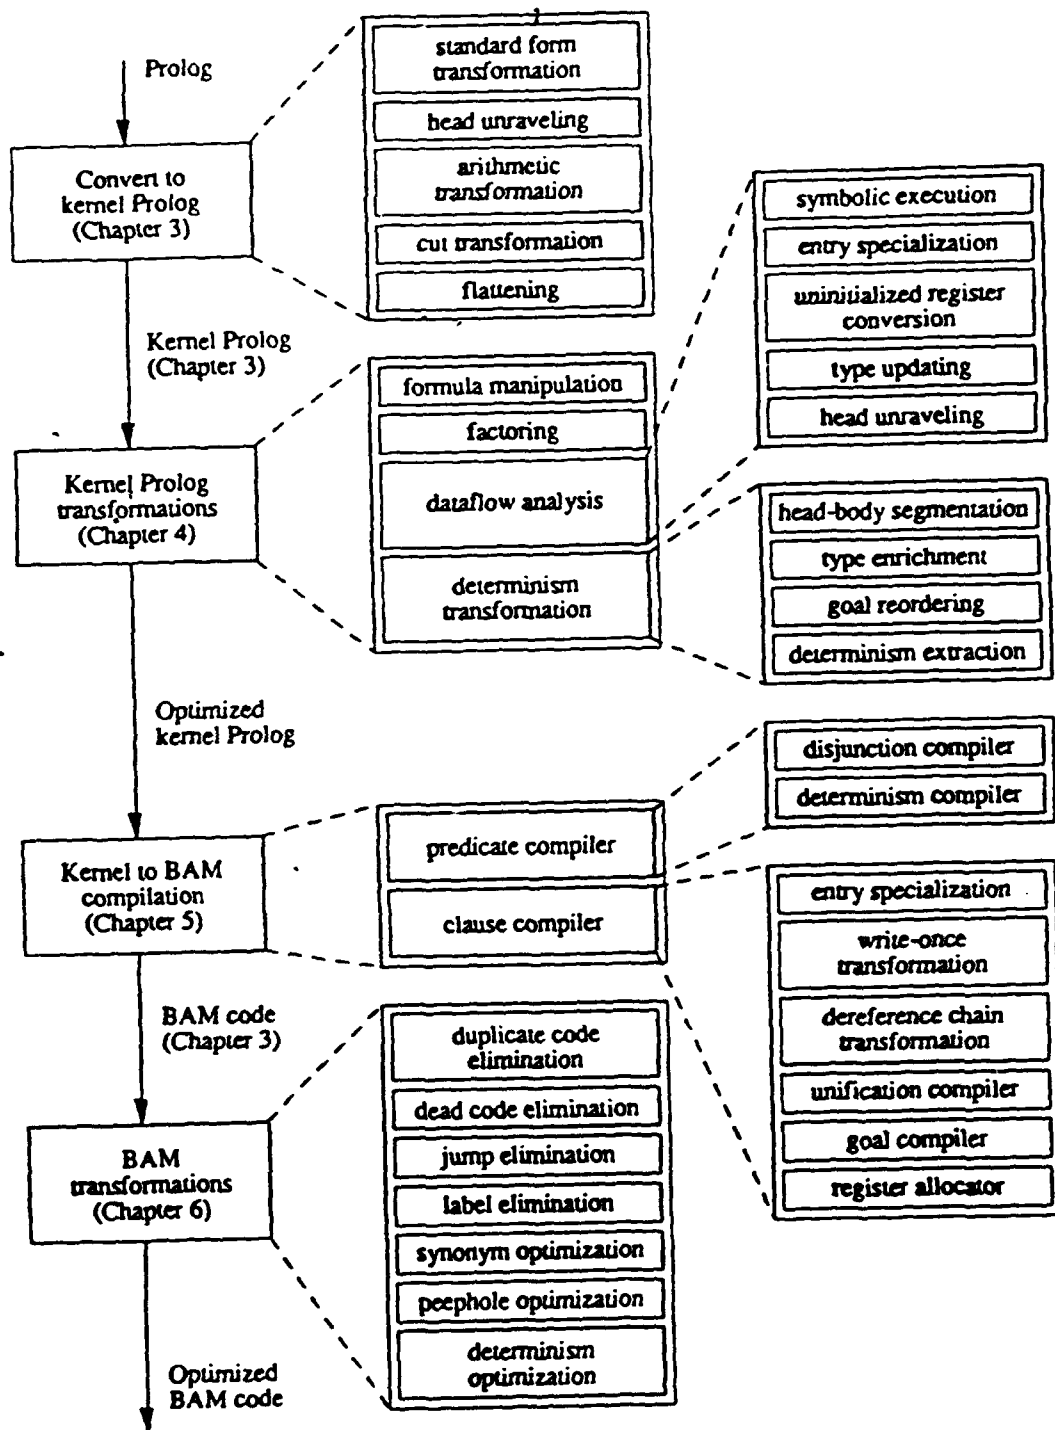 Prolog
Convert to
kernel Prolog
(Chapter 3)
standard form
transformation
head unraveling
arithmetic
transformation
cut transformation
flattening
Kernel Prolog
(Chapter 3)
Kernel Prolog
transformations
(Chapter 4)
formula manipulation
factoring
dataflow analysis
determinism
transformation
symbolic execution
entry specialization
uninitialized register
conversion
type updating
head unraveling
head-body segmentation
type enrichment
goal reordering
determinism extraction
Optimized
kernel Prolog
Kernel to BAM
compilation
(Chapter 5)
predicate compiler
clause compiler
disjunction compiler
determinism compiler
entry specialization
write-once
transformation
dereference chain
transformation
unification compiler
goal compiler
register allocator
BAM code
(Chapter 3)
BAM
transformations
(Chapter 6)
duplicate code
elimination
dead code elimination
jump elimination
label elimination
synonym optimization
peephole optimization
determinism
optimization
Optimized
BAM code